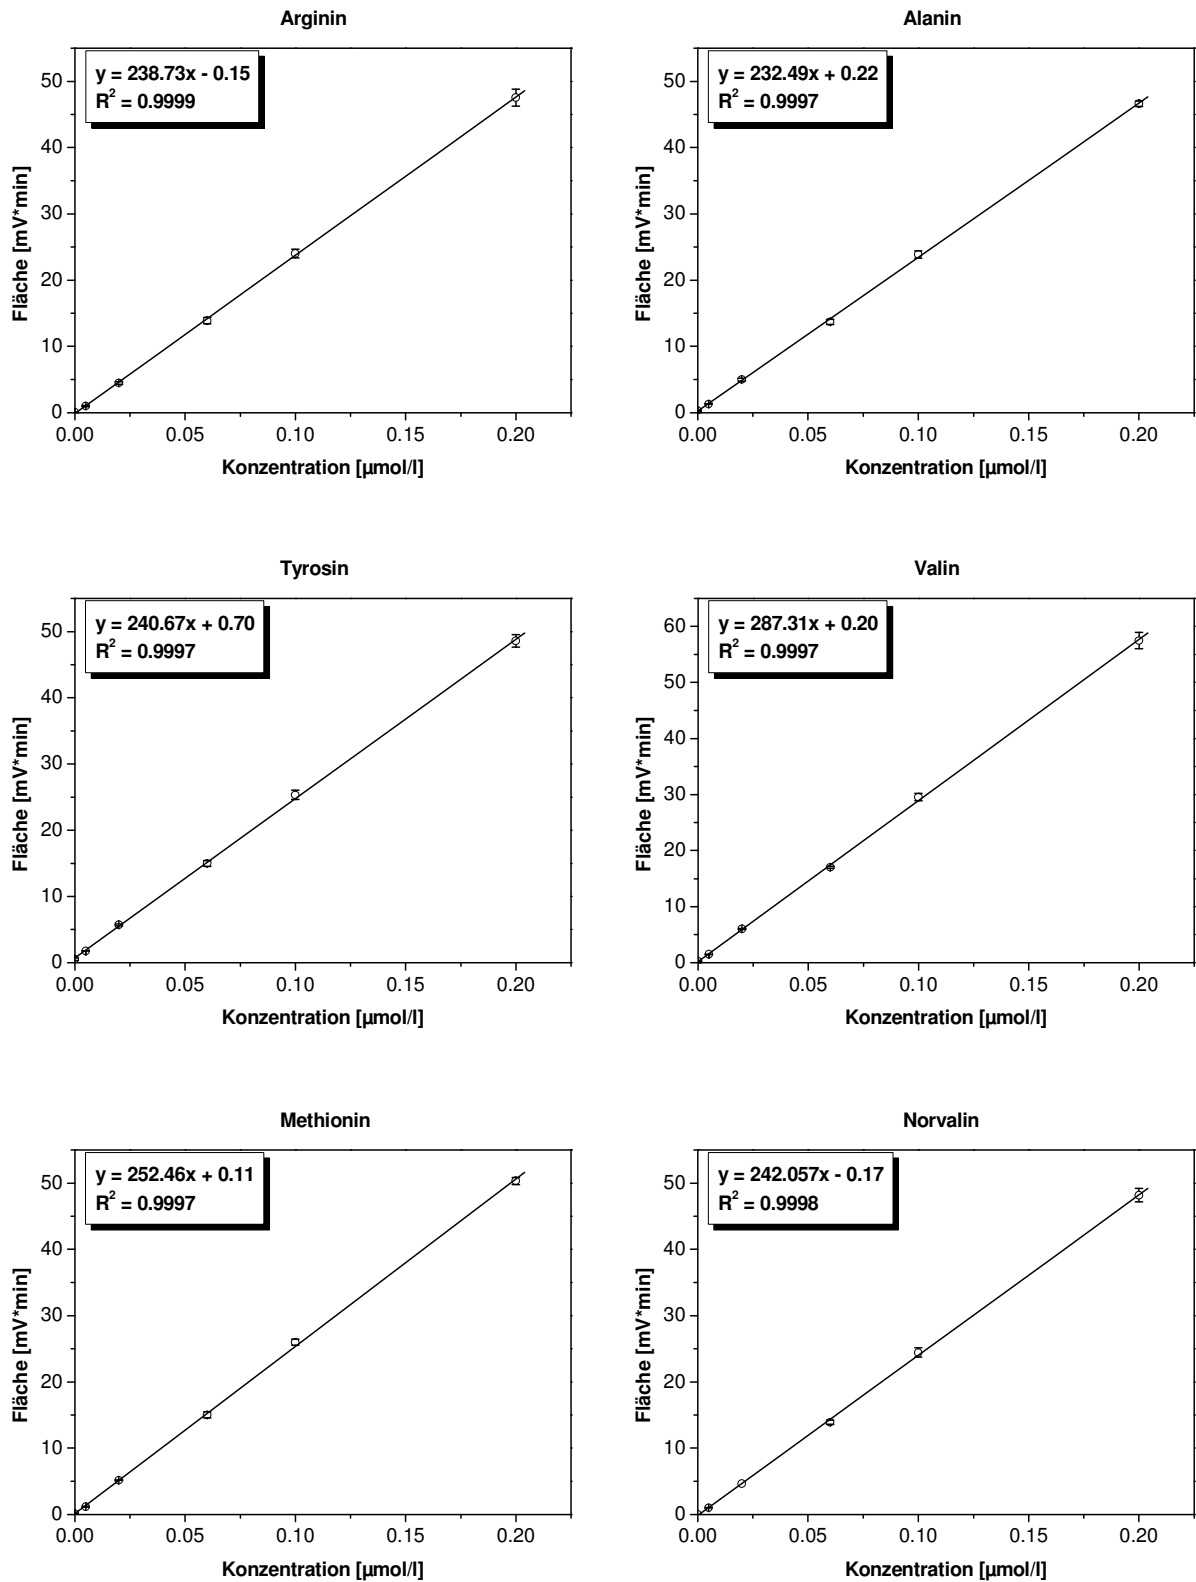 Arginin
y = 238.73x - 0.15
R² = 0.9999
50
40
30
20
10
0
0.00 0.05 0.10 0.15 0.20
Fläche [mV*min]
Konzentration [µmol/l]
Alanin
y = 232.49x + 0.22
R² = 0.9997
50
40
30
20
10
0
0.00 0.05 0.10 0.15 0.20
Fläche [mV*min]
Konzentration [µmol/l]
Tyrosin
y = 240.67x + 0.70
R² = 0.9997
50
40
30
20
10
0
0.00 0.05 0.10 0.15 0.20
Fläche [mV*min]
Konzentration [µmol/l]
Valin
y = 287.31x + 0.20
R² = 0.9997
60
50
40
30
20
10
0
0.00 0.05 0.10 0.15 0.20
Fläche [mV*min]
Konzentration [µmol/l]
Methionin
y = 252.46x + 0.11
R² = 0.9997
50
40
30
20
10
0
0.00 0.05 0.10 0.15 0.20
Fläche [mV*min]
Konzentration [µmol/l]
Norvalin
y = 242.057x - 0.17
R² = 0.9998
50
40
30
20
10
0
0.00 0.05 0.10 0.15 0.20
Fläche [mV*min]
Konzentration [µmol/l]